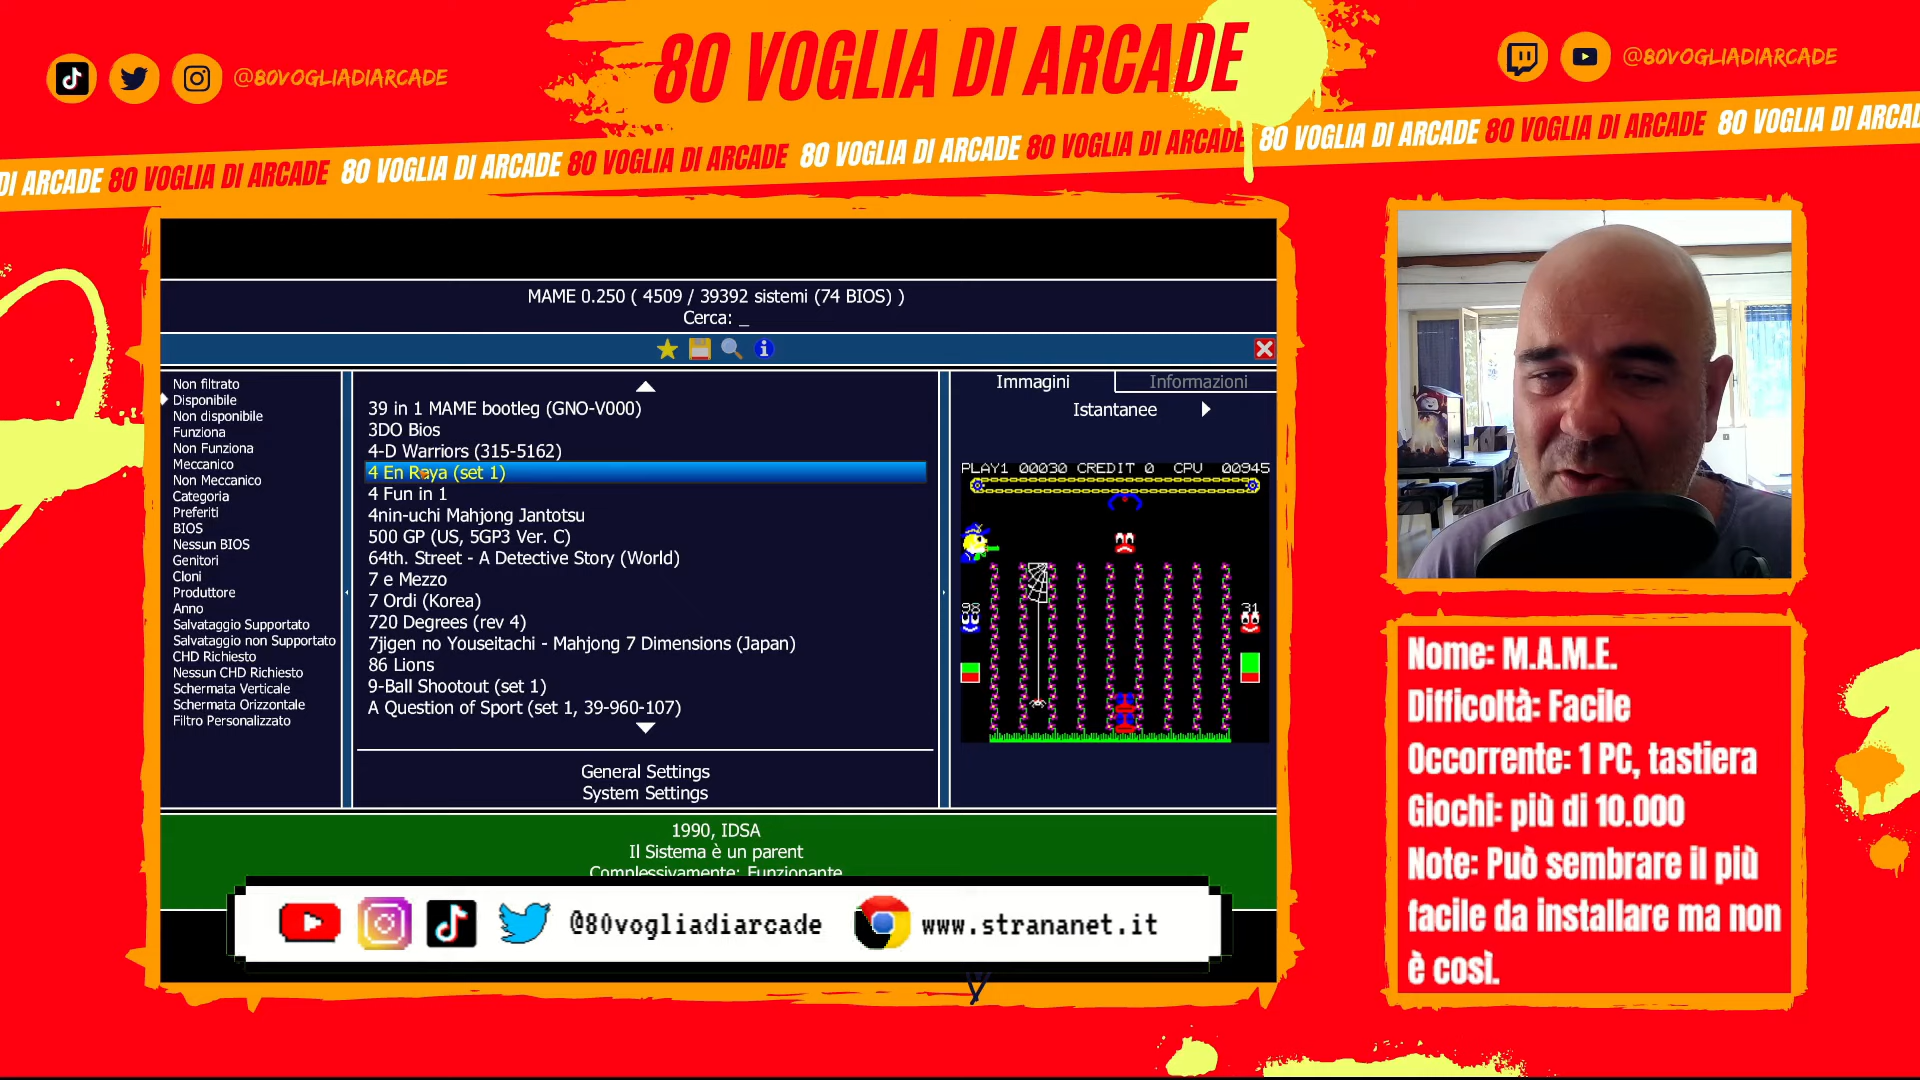 80 VOGLIA DI ARCADE
@80VOGLIADIARCADE
@80VOGLIADIARCADE
DI ARCADE 80 VOGLIA DI ARCADE 80 VOGLIA DI ARCADE 80 VOGLIA DI ARCADE 80 VOGLIA DI ARCADE 80 VOGLIA DI ARCADE 80 VOGLIA DI ARCADE 80 VOGLIA DI ARCADE 80 VOGLIA DI ARCAD
MAME 0.250 ( 4509 / 39392 sistemi (74 BIOS) )
Cerca: _
Non filtrato
Disponibile
Non disponibile
Funziona
Non Funziona
Meccanico
Non Meccanico
Categoria
Preferiti
BIOS
Nessun BIOS
Genitori
Cloni
Produttore
Anno
Salvataggio Supportato
Salvataggio non Supportato
CHD Richiesto
Nessun CHD Richiesto
Schermata Verticale
Schermata Orizzontale
Filtro Personalizzato
39 in 1 MAME bootleg (GNO-V000)
3DO Bios
4-D Warriors (315-5162)
4 En Raya (set 1)
4 Fun in 1
4nin-uchi Mahjong Jantotsu
500 GP (US, 5GP3 Ver. C)
64th. Street - A Detective Story (World)
7 e Mezzo
7 Ordi (Korea)
720 Degrees (rev 4)
7jigen no Youseitachi - Mahjong 7 Dimensions (Japan)
86 Lions
9-Ball Shootout (set 1)
A Question of Sport (set 1, 39-960-107)
General Settings
System Settings
Immagini
Informazioni
Istantanee
PLAY1 00030 CREDIT 0 CPU 00945
98
31
1990, IDSA
Il Sistema è un parent
Complessivamente: Funzionante
@80vogliadiarcade
www.strananet.it
Nome: M.A.M.E.
Difficoltà: Facile
Occorrente: 1 PC, tastiera
Giochi: più di 10.000
Note: Può sembrare il più
facile da installare ma non
è così.